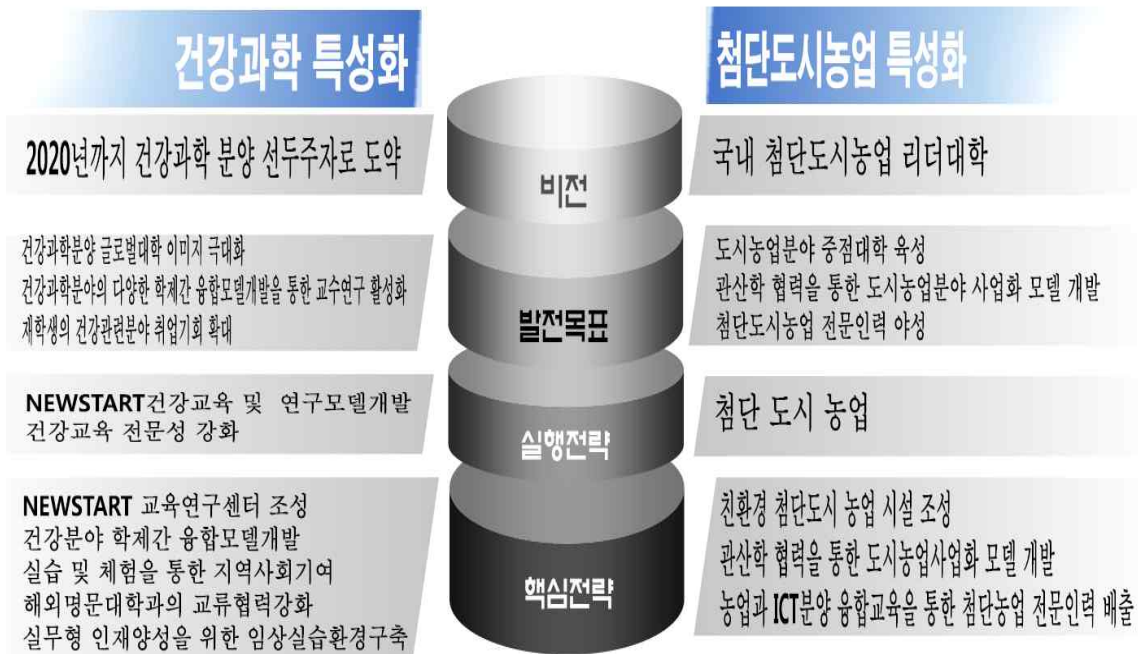 건강과학 특성화
첨단도시농업 특성화
2020년까지 건강과학 분양 선두주자로 도약
비전
국내 첨단도시농업 리더대학
건강과학분양 글로벌대학 이미지 극대화
건강과학분야의 다양한 학제간 융합모델개발을 통한 교수연구 활성화
재학생의 건강관련분야 취업기회 확대
발전목표
도시농업분야 중점대학 육성
관산학 협력을 통한 도시농업분야 사업화 모델 개발
첨단도시농업 전문인력 야성
NEWSTART건강교육 및 연구모델개발
건강교육 전문성 강화
실행전략
첨단 도시 농업
NEWSTART 교육연구센터 조성
건강분야 학제간 융합모델개발
실습 및 체험을 통한 지역사회기여
해외명문대학과의 교류협력강화
실무형 인재양성을 위한 임상실습환경구축
핵심전략
친환경 첨단도시 농업 시설 조성
관산학 협력을 통한 도시농업사업화 모델 개발
농업과 ICT분양 융합교육을 통한 첨단농업 전문인력 배출